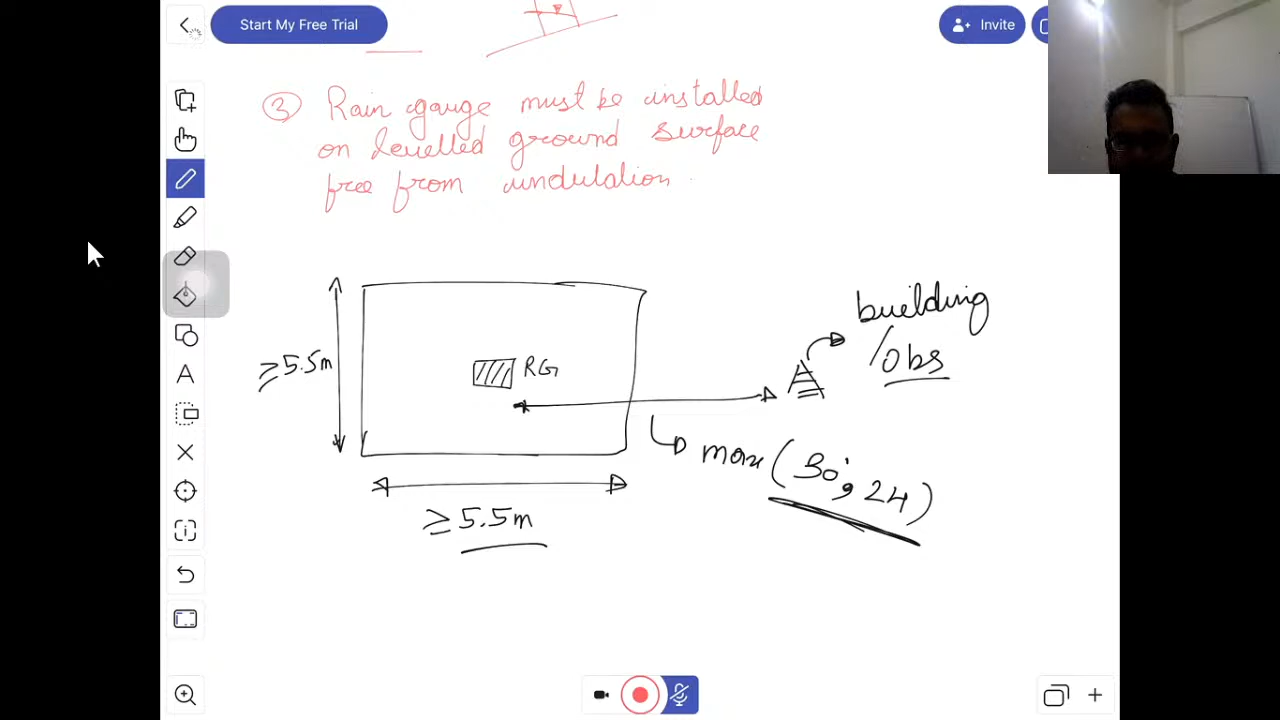 Start My Free Trial
Invite
③ Rain gauge must be installed
on levelled ground surface
free from undulation
≥5.5m
RG
building
/obs
max (30', 24)
≥ 5.5m